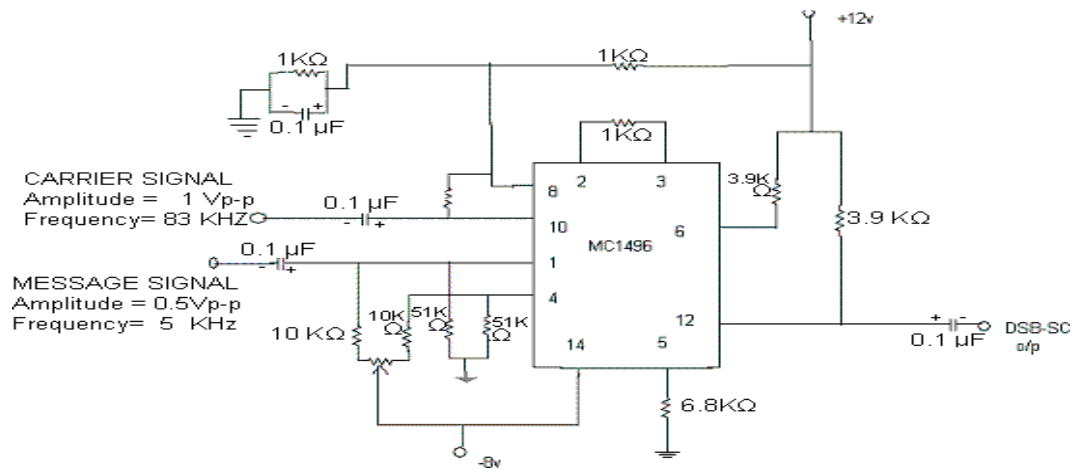 +12v
1KΩ
1KΩ
- +
0.1 µF
1KΩ
2 3
CARRIER SIGNAL
Amplitude = 1 Vp-p
Frequency= 83 KHZ
0.1 µF
- +
8
3.9K
Ω
3.9 KΩ
10
6
MC1496
0.1 µF
- +
1
MESSAGE SIGNAL
Amplitude = 0.5Vp-p
Frequency= 5 KHz
4
10 KΩ
10K
Ω
51K
Ω
51K
Ω
12
14 5
+ -
0.1 µF
DSB-SC
o/p
6.8KΩ
-8v